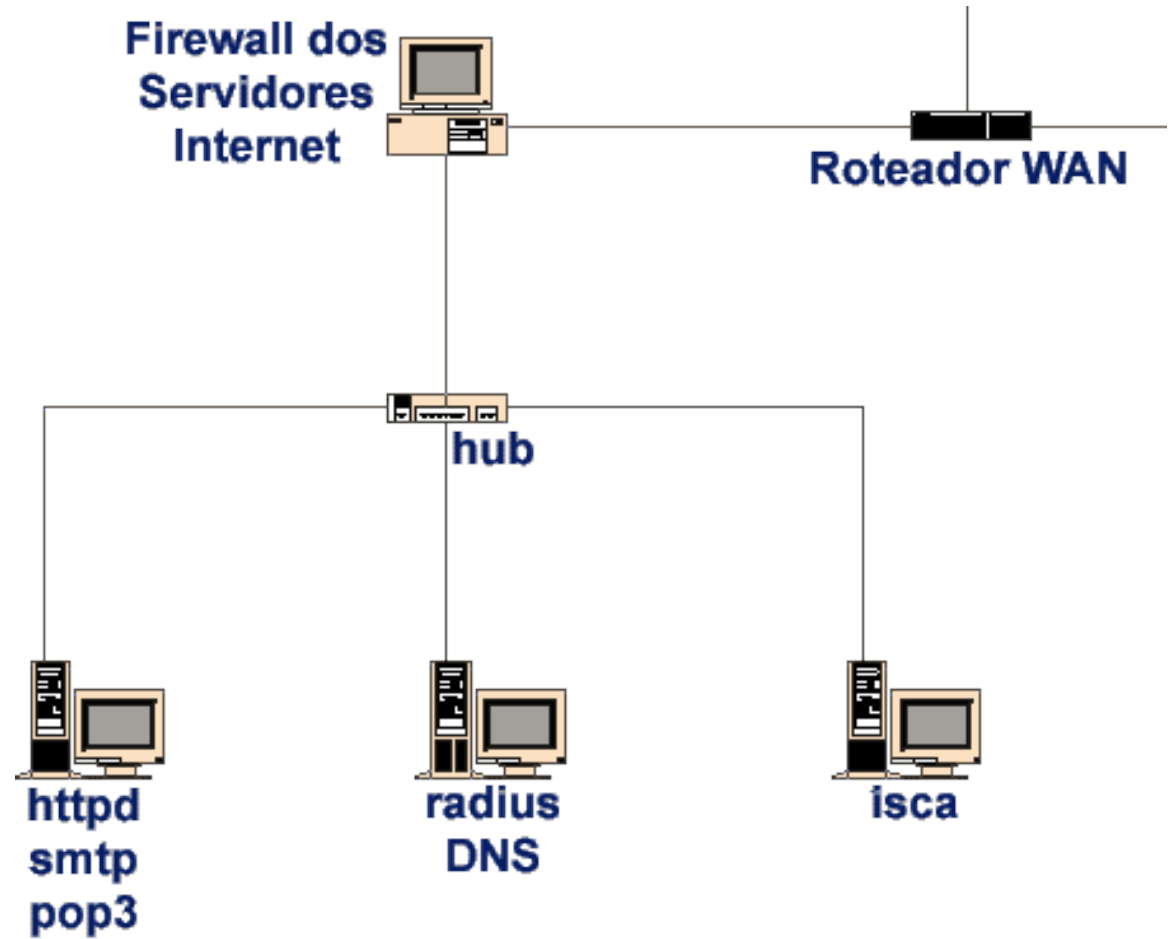 Firewall dos
Servidores
Internet
Roteador WAN
hub
httpd
smtp
pop3
radius
DNS
isca